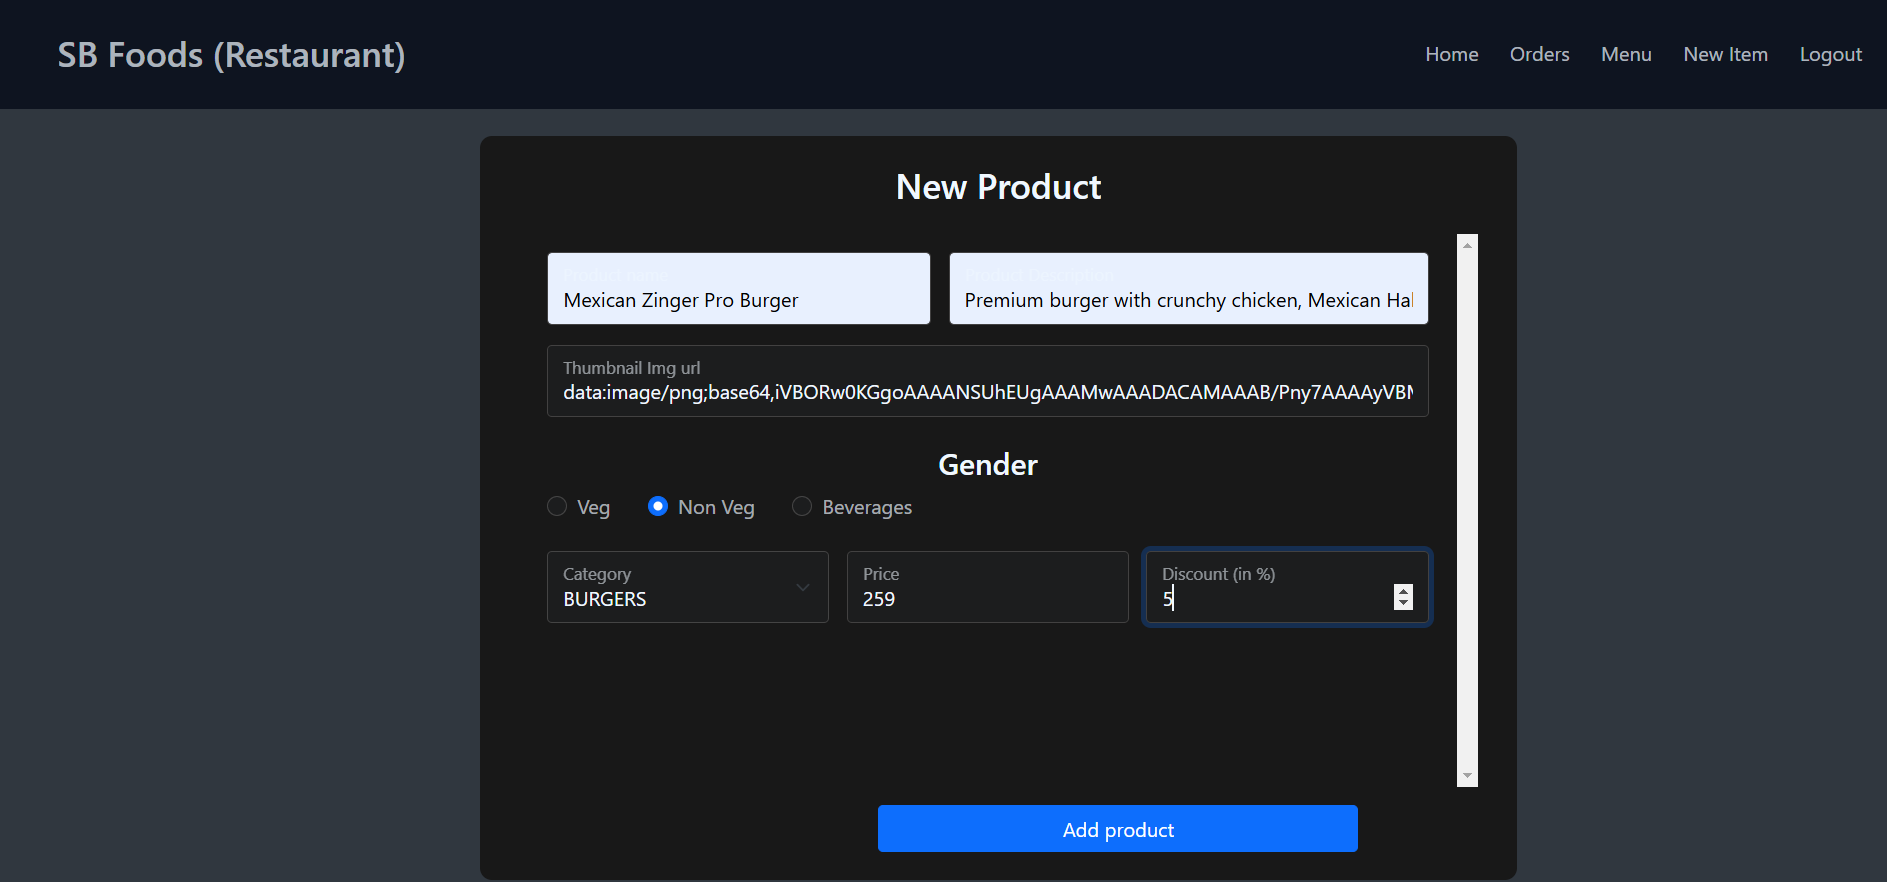 SB Foods (Restaurant)
Home Orders Menu New Item Logout
New Product
Product name Product Description
Mexican Zinger Pro Burger Premium burger with crunchy chicken, Mexican Ha
Thumbnail Img url
data:image/png;base64,iVBORw0KGgoAAAANSUhEUgAAAMwAAADACAMAAAB/Pny7AAAAyVB
Gender
Veg Non Veg Beverages
Category Price Discount (in %)
BURGERS 259 5
Add product